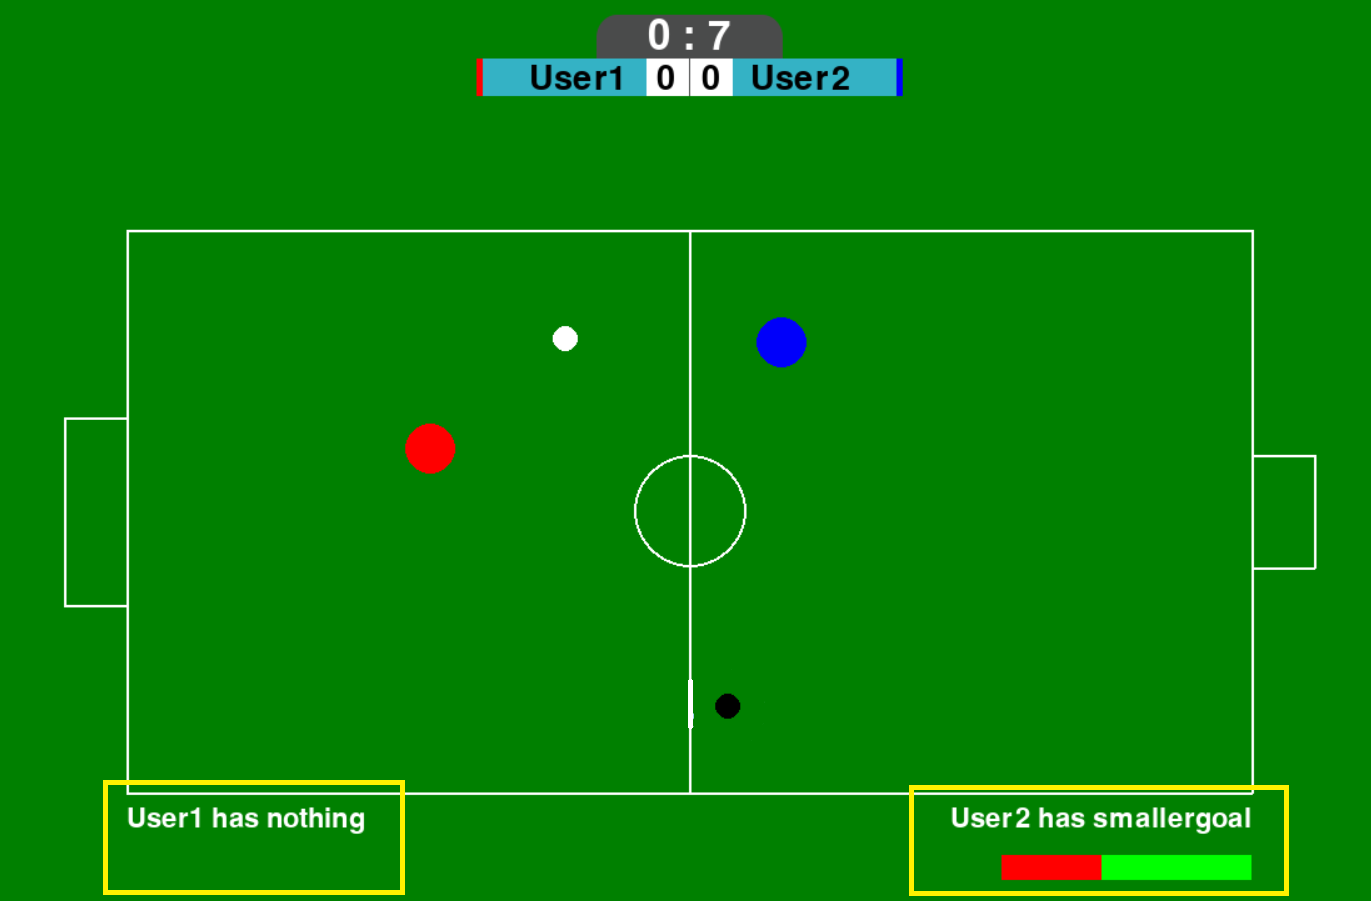 0 : 7
User1 0 0 User2
User1 has nothing
User2 has smallergoal